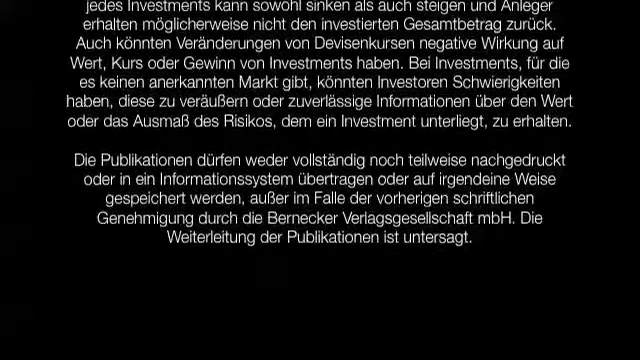 jedes Investments kann sowohl sinken als auch steigen und Anleger
erhalten möglicherweise nicht den investierten Gesamtbetrag zurück.
Auch könnten Veränderungen von Devisenkursen negative Wirkung auf
Wert, Kurs oder Gewinn von Investments haben. Bei Investments, für die
es keinen anerkannten Markt gibt, könnten Investoren Schwierigkeiten
haben, diese zu veräußern oder zuverlässige Informationen über den Wert
oder das Ausmaß des Risikos, dem ein Investment unterliegt, zu erhalten.
Die Publikationen dürfen weder vollständig noch teilweise nachgedruckt
oder in ein Informationssystem übertragen oder auf irgendeine Weise
gespeichert werden, außer im Falle der vorherigen schriftlichen
Genehmigung durch die Bernecker Verlagsgesellschaft mbH. Die
Weiterleitung der Publikationen ist untersagt.